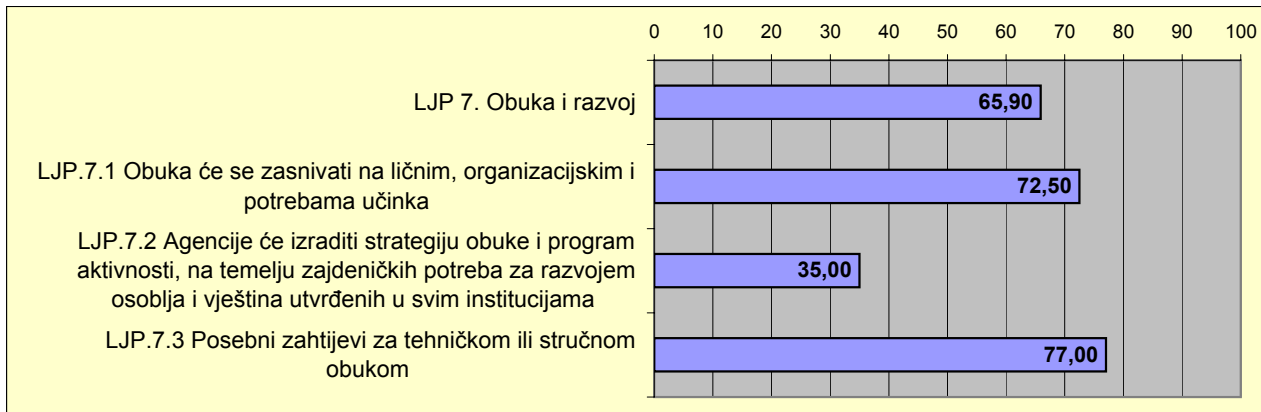 0 10 20 30 40 50 60 70 80 90 100
LJP 7. Obuka i razvoj
65,90
LJP.7.1 Obuka će se zasnivati na ličnim, organizacijskim i
potrebama učinka
72,50
LJP.7.2 Agencije će izraditi strategiju obuke i program
aktivnosti, na temelju zajdeničkih potreba za razvojem
osoblja i vještina utvrđenih u svim institucijama
35,00
LJP.7.3 Posebni zahtijevi za tehničkom ili stručnom
obukom
77,00